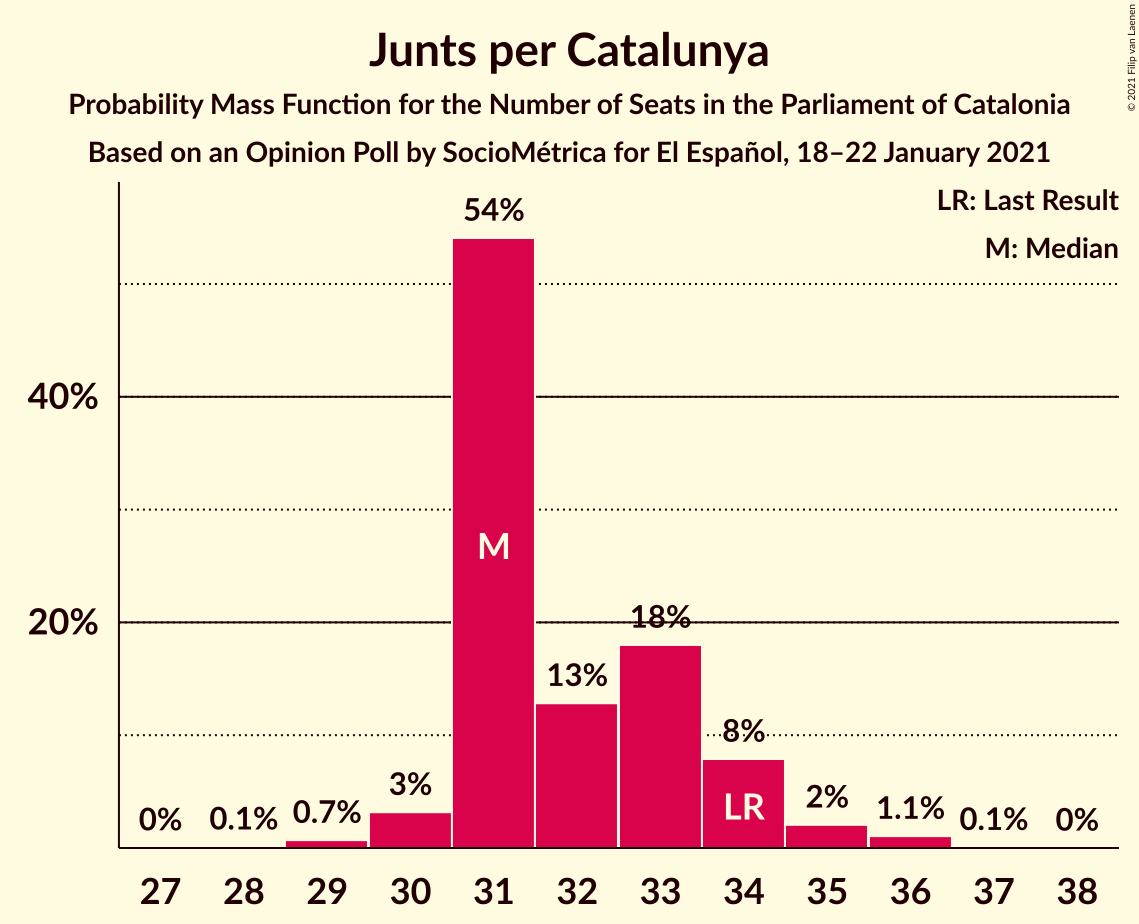 Junts per Catalunya
Probability Mass Function for the Number of Seats in the Parliament of Catalonia
Based on an Opinion Poll by SocioMétrica for El Español, 18–22 January 2021
© 2021 Filip van Laenen
LR: Last Result
M: Median
54%
40%
M
20%
18%
13%
8%
3%
LR
2%
1.1%
0.7%
0%
0.1%
0.1%
0%
27 28 29 30 31 32 33 34 35 36 37 38